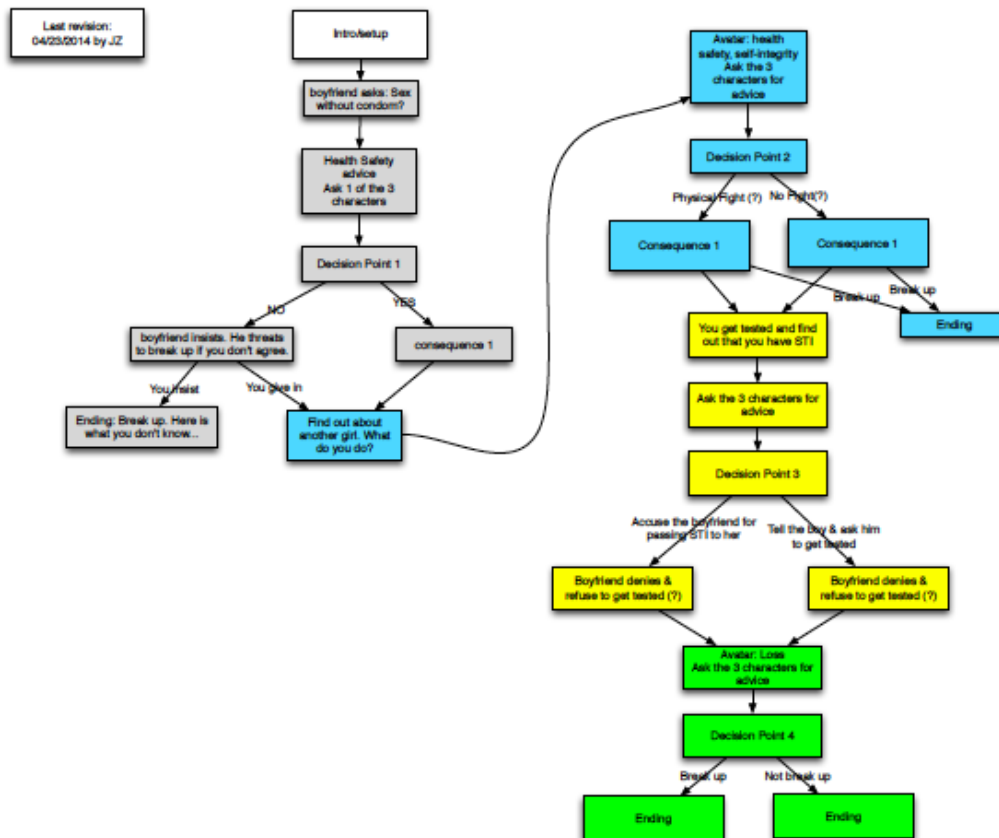 Last revision:
04/23/2014 by JZ
Intro/setup
boyfriend asks: Sex
without condom?
Health Safety
advice
Ask 1 of the 3
characters
Decision Point 1
NO
YES
boyfriend insists. He threats
to break up if you don't agree.
consequence 1
You insist
You give in
Ending: Break up. Here is
what you don't know...
Find out about
another girl. What
do you do?
Avatar: health
safety, self-integrity
Ask the 3
characters for
advice
Decision Point 2
Physical Fight (?)
No Fight(?)
Consequence 1
Consequence 1
Break up
Break up
Ending
You get tested and find
out that you have STI
Ask the 3 characters for
advice
Decision Point 3
Accuse the boyfriend for
passing STI to her
Tell the boy & ask him
to get tested
Boyfriend denies &
refuse to get tested (?)
Boyfriend denies &
refuse to get tested (?)
Avatar: Loss
Ask the 3 characters for
advice
Decision Point 4
Break up
Not break up
Ending
Ending